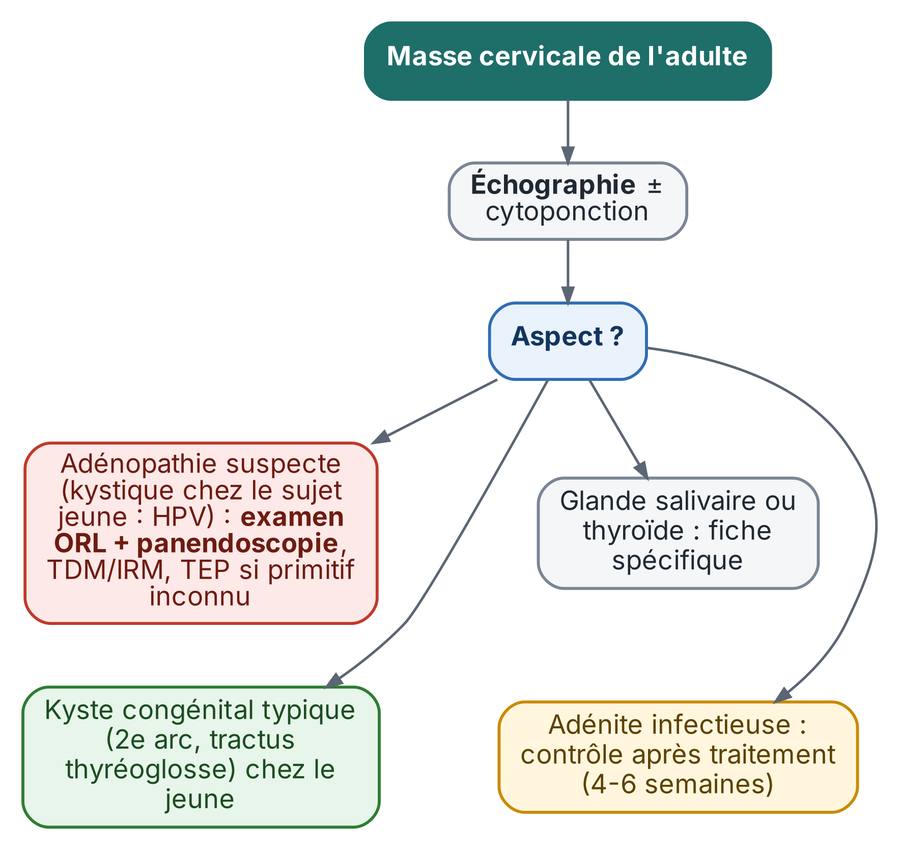 Masse cervicale de l'adulte
Échographie ±
cytoponction
Aspect ?
Adénopathie suspecte
(kystique chez le sujet
jeune : HPV) : examen
ORL + panendoscopie,
TDM/IRM, TEP si primitif
inconnu
Glande salivaire ou
thyroïde : fiche
spécifique
Kyste congénital typique
(2e arc, tractus
thyréoglosse) chez le
jeune
Adénite infectieuse :
contrôle après traitement
(4-6 semaines)